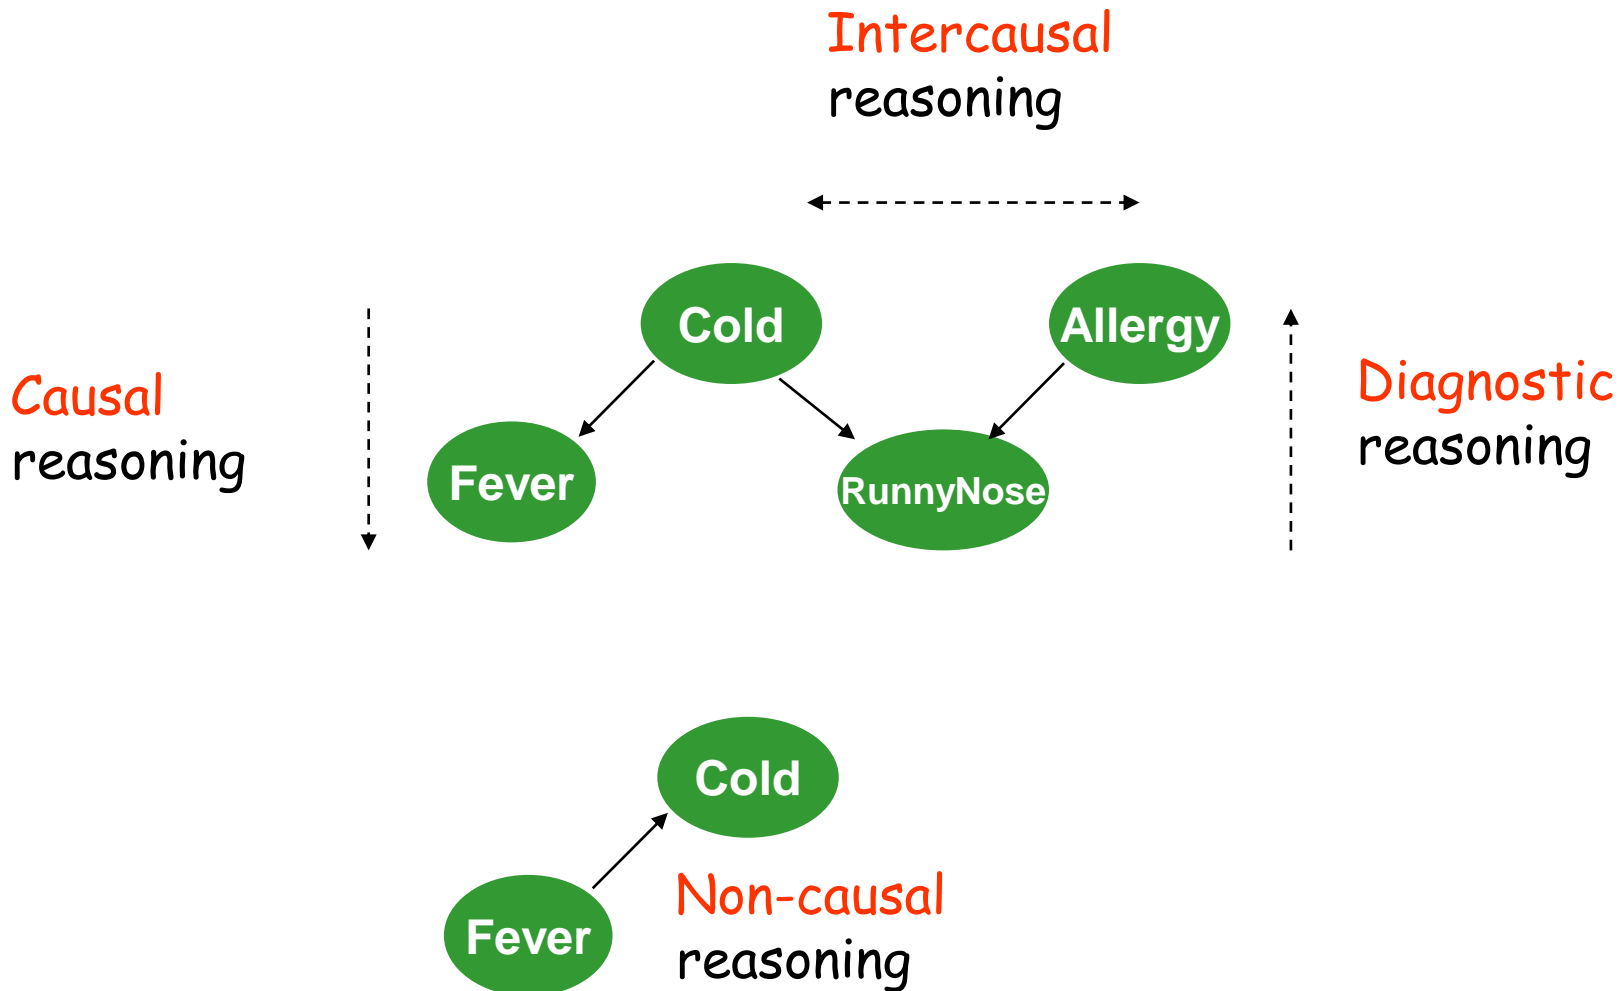 Intercausal
reasoning
Cold
Allergy
Causal
reasoning
Diagnostic
reasoning
Fever
RunnyNose
Cold
Non-causal
reasoning
Fever